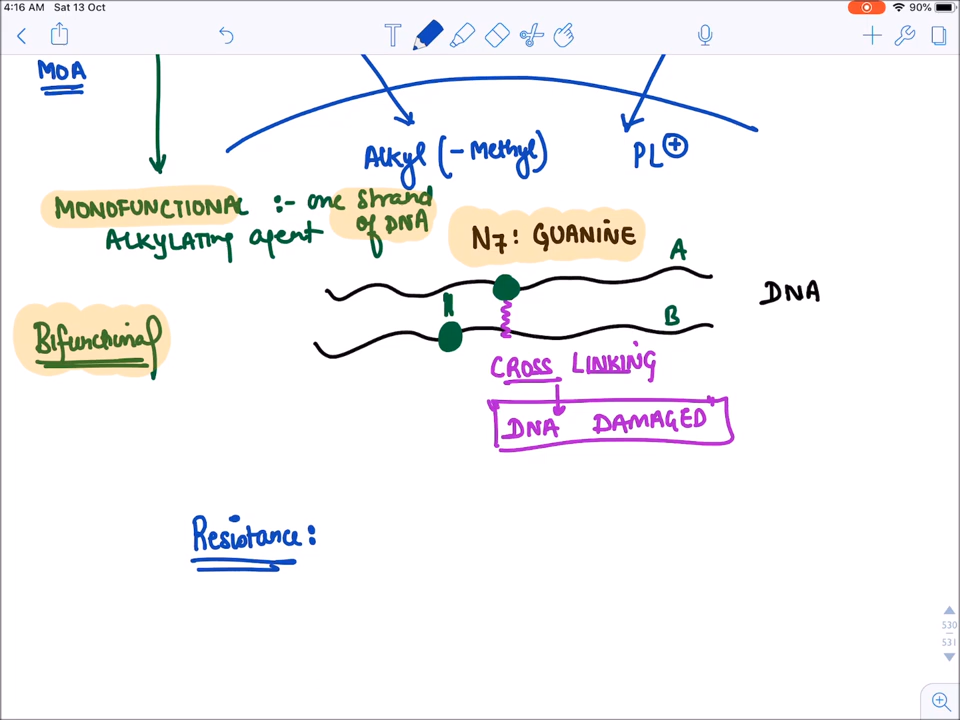 4:16 AM Sat 13 Oct
90%
T
MOA
Alkyl (-Methyl)
PL+
MONOFUNCTIONAL :- one strand of DNA
ALKYLATING agent
N7: GUANINE
A
DNA
B
Bifunctional
CROSS LINKING
DNA DAMAGED
Resistance:
530
531